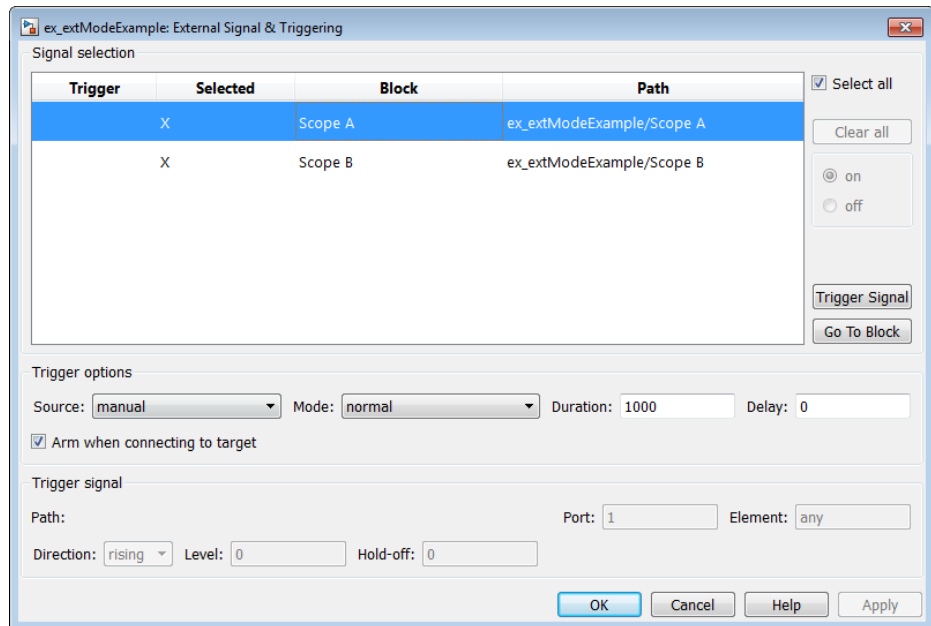 ex_extModeExample: External Signal & Triggering
Signal selection
Trigger Selected Block Path
X Scope A ex_extModeExample/Scope A
X Scope B ex_extModeExample/Scope B
Select all
Clear all
on
off
Trigger Signal
Go To Block
Trigger options
Source: manual Mode: normal Duration: 1000 Delay: 0
Arm when connecting to target
Trigger signal
Path: Port: 1 Element: any
Direction: rising Level: 0 Hold-off: 0
OK Cancel Help Apply